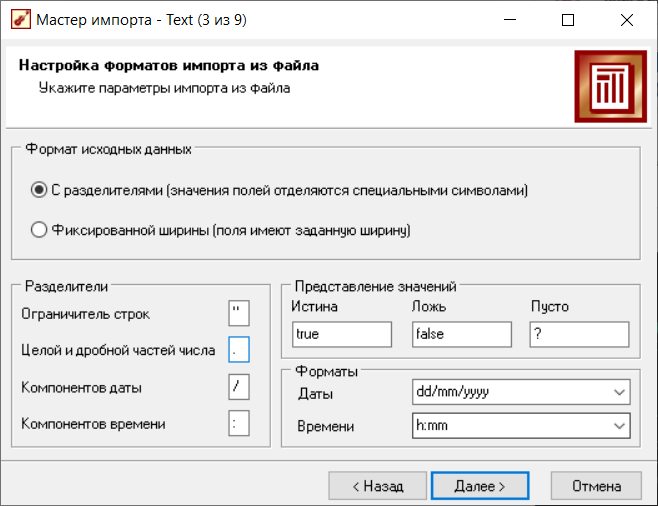 Мастер импорта - Text (3 из 9)
Настройка форматов импорта из файла
Укажите параметры импорта из файла
Формат исходных данных
С разделителями (значения полей отделяются специальными символами)
Фиксированной ширины (поля имеют заданную ширину)
Разделители
Ограничитель строк "
Целой и дробной частей числа .
Компонентов даты /
Компонентов времени :
Представление значений
Истина Ложь Пусто
true false ?
Форматы
Даты dd/mm/yyyy
Времени h:mm
< Назад Далее > Отмена